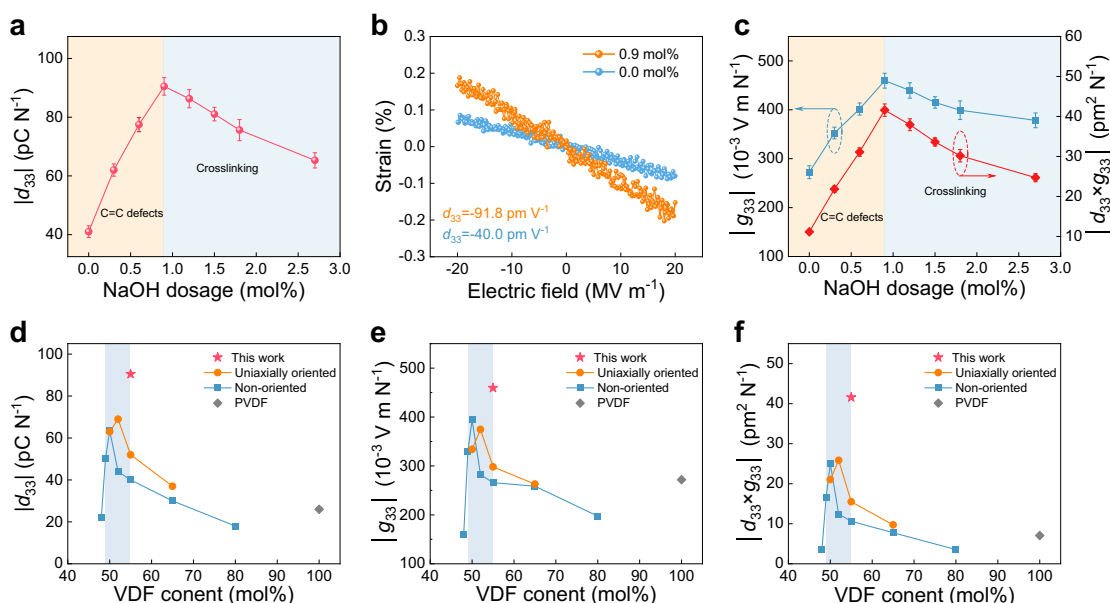 a
|d₃₃| (pC N⁻¹)
100
80
60
40
C=C defects
Crosslinking
0.0 0.5 1.0 1.5 2.0 2.5 3.0
NaOH dosage (mol%)
b
Strain (%)
0.3
0.2
0.1
0.0
-0.1
-0.2
-0.3
0.9 mol%
0.0 mol%
d₃₃=-91.8 pm V⁻¹
d₃₃=-40.0 pm V⁻¹
-20 -10 0 10 20
Electric field (MV m⁻¹)
c
|g₃₃| (10⁻³ V m N⁻¹)
500
400
300
200
100
C=C defects
Crosslinking
60
50
40
30
20
10
|d₃₃×g₃₃| (pm² N⁻¹)
0.0 0.5 1.0 1.5 2.0 2.5 3.0
NaOH dosage (mol%)
d
|d₃₃| (pC N⁻¹)
100
80
60
40
20
0
This work
Uniaxially oriented
Non-oriented
PVDF
40 50 60 70 80 90 100
VDF conent (mol%)
e
|g₃₃| (10⁻³ V m N⁻¹)
500
400
300
200
100
This work
Uniaxially oriented
Non-oriented
PVDF
40 50 60 70 80 90 100
VDF conent (mol%)
f
|d₃₃×g₃₃| (pm² N⁻¹)
50
40
30
20
10
0
This work
Uniaxially oriented
Non-oriented
PVDF
40 50 60 70 80 90 100
VDF conent (mol%)